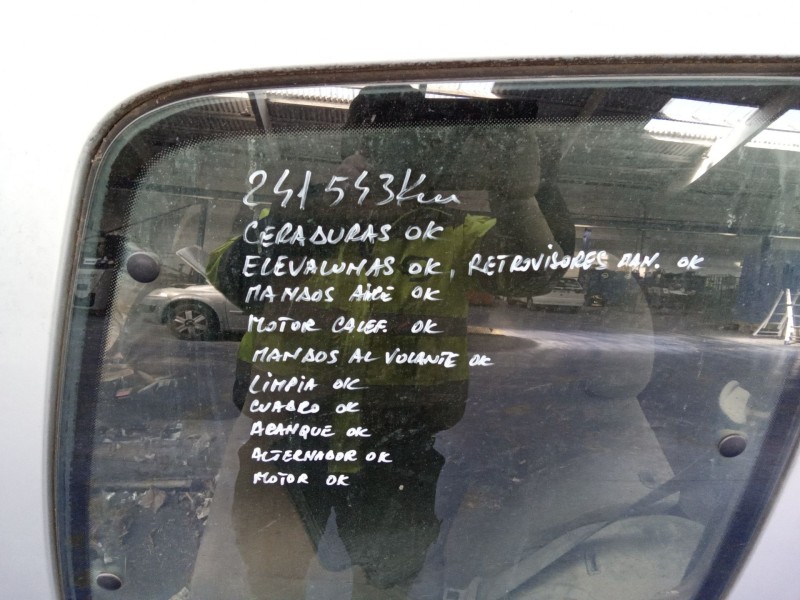 241543Km
CERADURAS OK
ELEVALUNAS OK, RETROVISORES MAN. OK
MANDOS AIRE OK
MOTOR CALEF. OK
MANDOS AL VOLANTE OK
LIMPIA OK
CUADRO OK
ARANQUE OK
ALTERNADOR OK
MOTOR OK